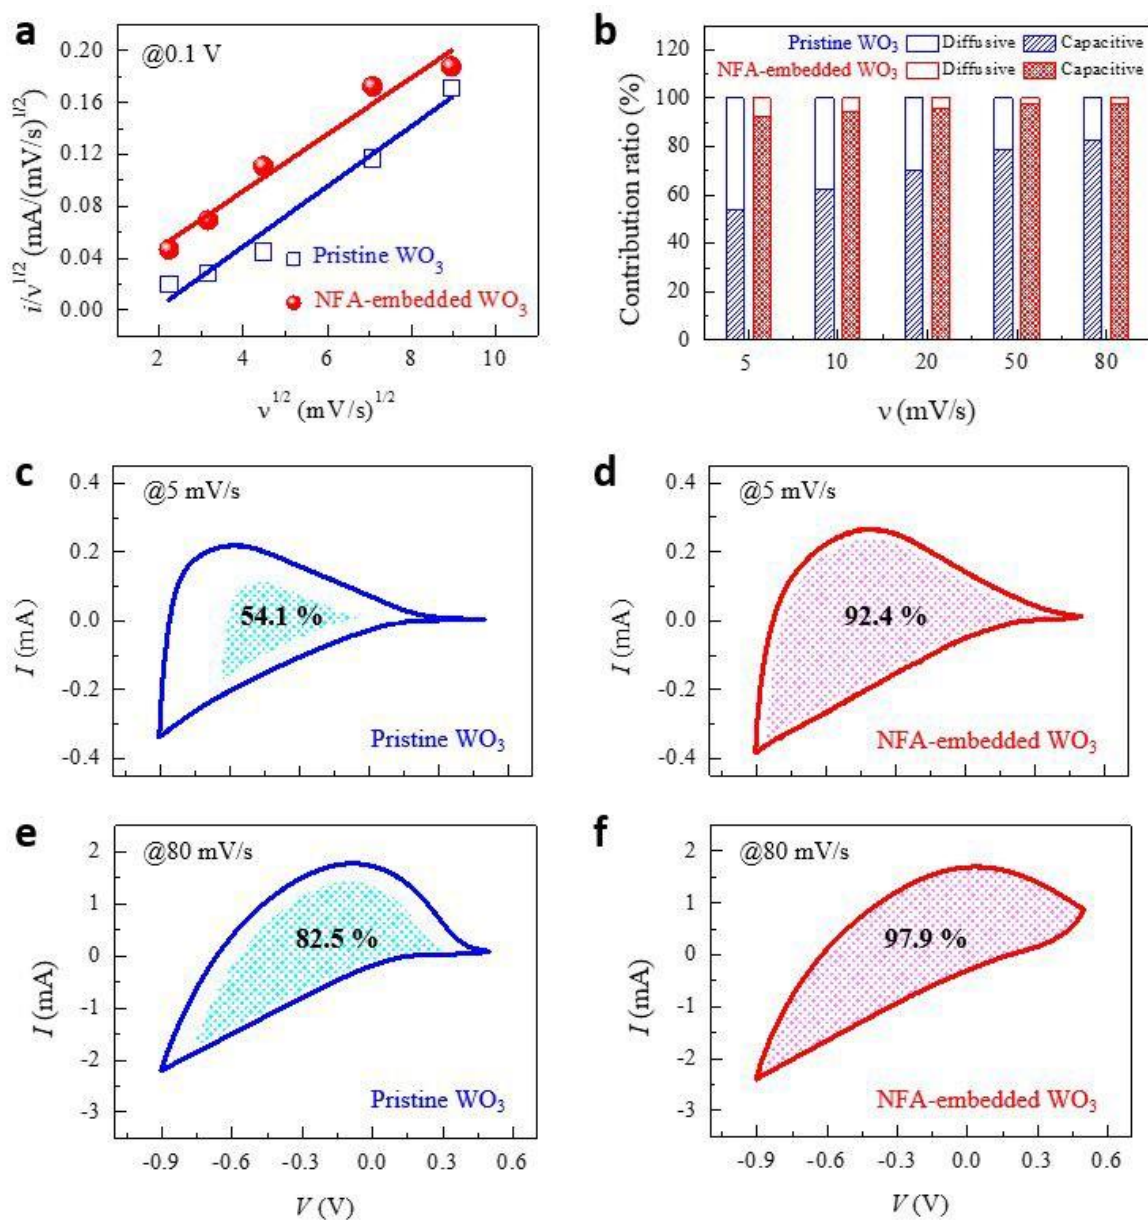 a
@0.1 V
0.20
0.16
0.12
0.08
0.04
0.00
i/ν^1/2 (mA/(mV/s)^1/2)
Pristine WO₃
NFA-embedded WO₃
2 4 6 8 10
ν^1/2 (mV/s)^1/2
b
Pristine WO₃ Diffusive Capacitive
NFA-embedded WO₃ Diffusive Capacitive
120
100
80
60
40
20
0
Contribution ratio (%)
5 10 20 50 80
ν (mV/s)
c
@5 mV/s
0.4
0.2
0.0
-0.2
-0.4
I (mA)
54.1 %
Pristine WO₃
d
@5 mV/s
0.4
0.2
0.0
-0.2
-0.4
I (mA)
92.4 %
NFA-embedded WO₃
e
@80 mV/s
2
1
0
-1
-2
-3
I (mA)
82.5 %
Pristine WO₃
-0.9 -0.6 -0.3 0.0 0.3 0.6
V (V)
f
@80 mV/s
2
1
0
-1
-2
-3
I (mA)
97.9 %
NFA-embedded WO₃
-0.9 -0.6 -0.3 0.0 0.3 0.6
V (V)